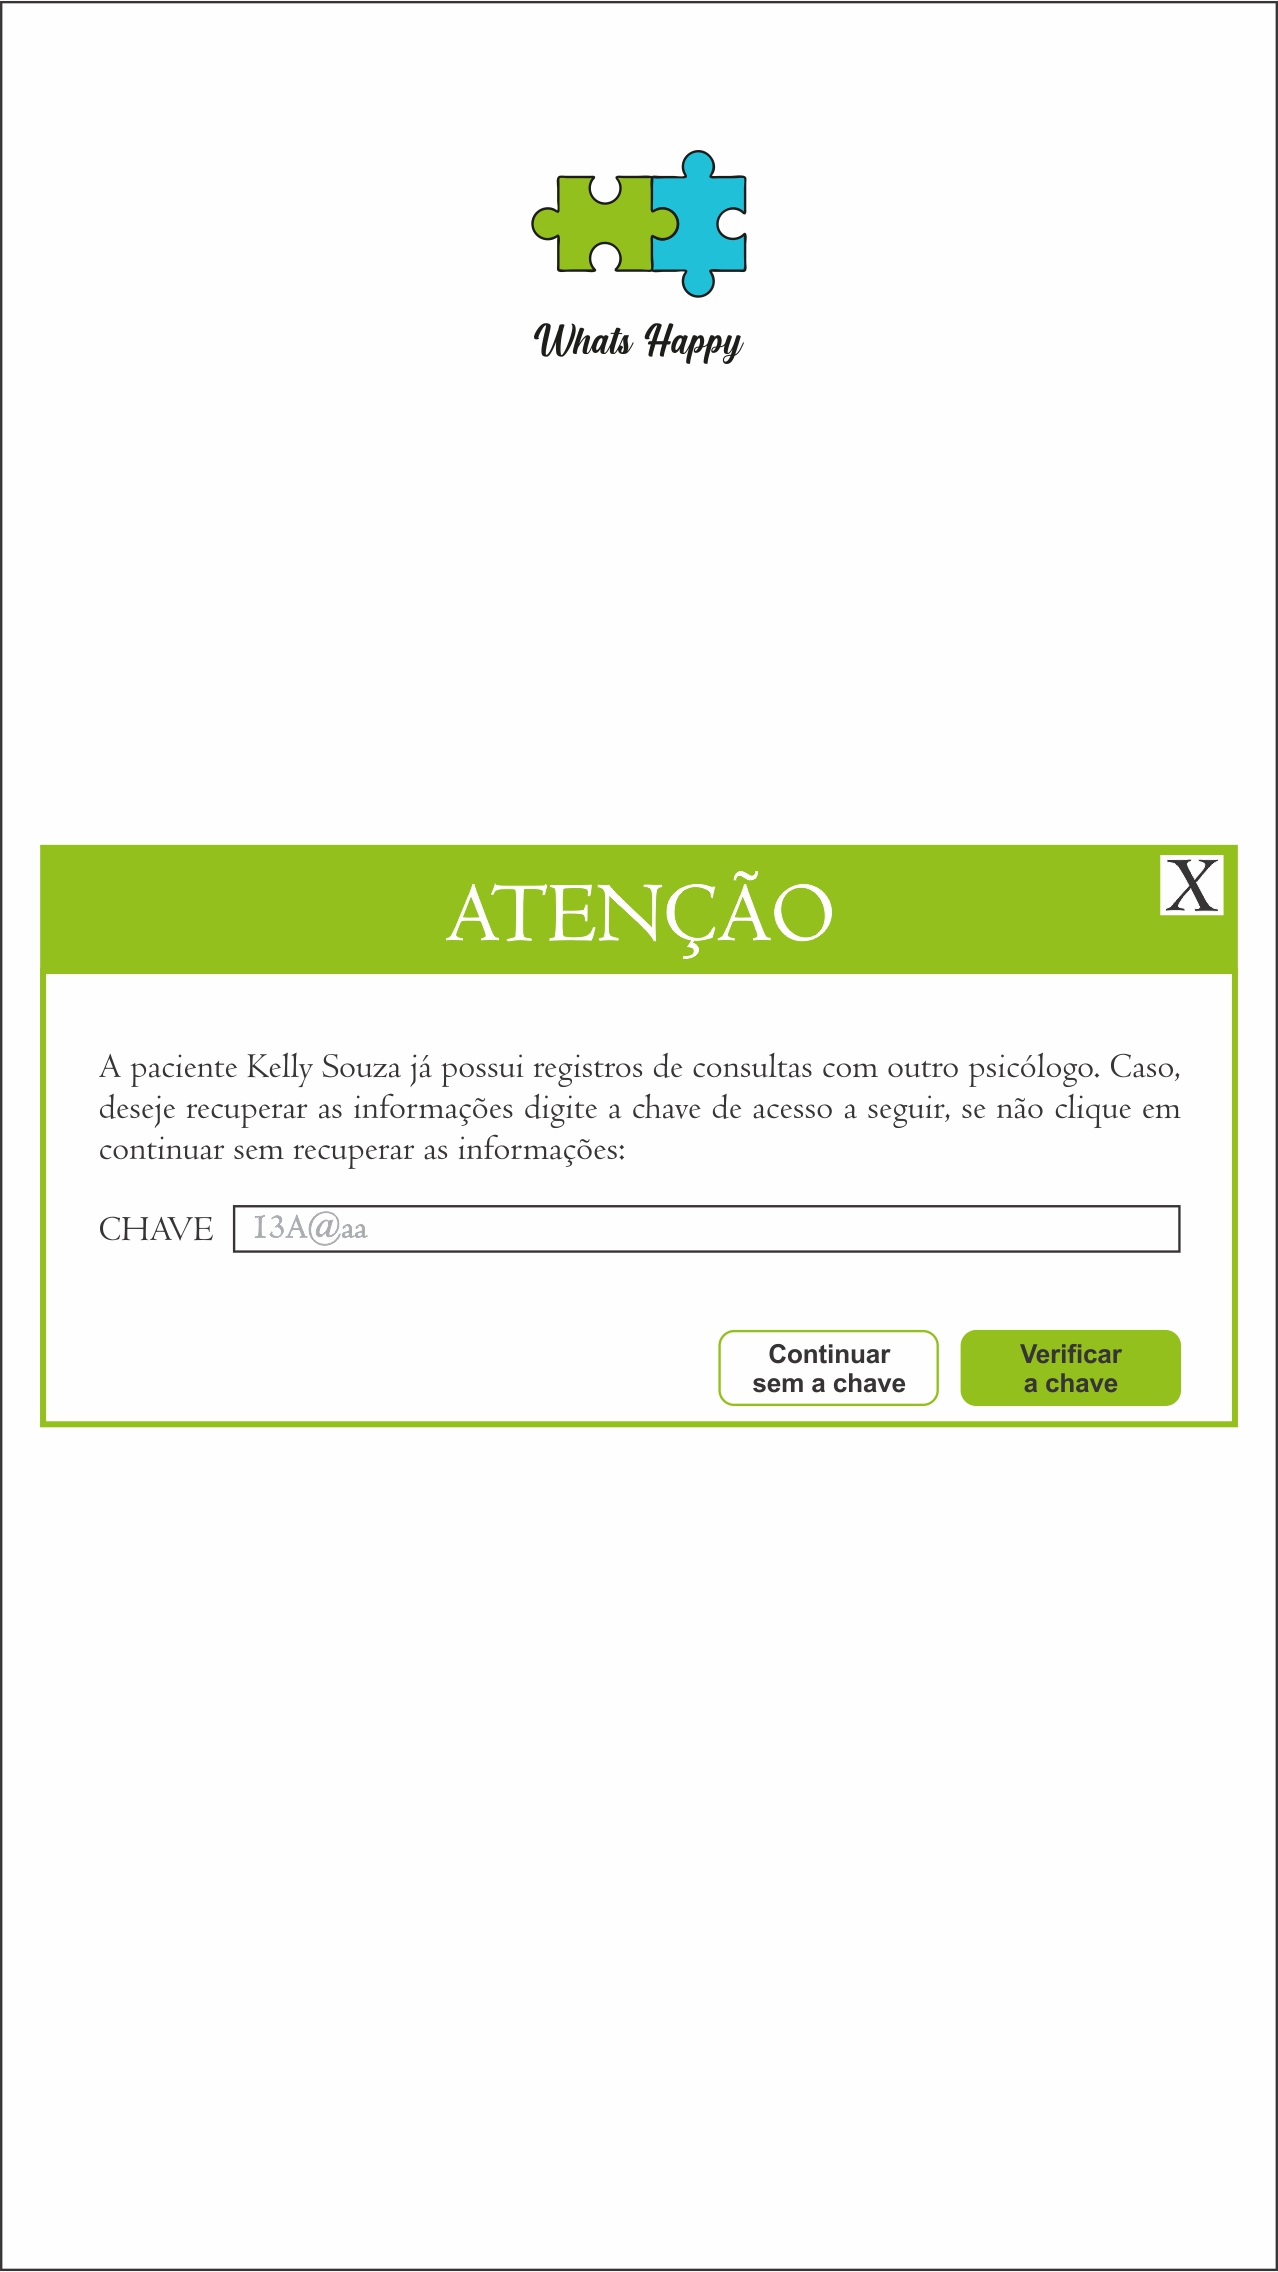 Whats Happy
ATENÇÃO
X
A paciente Kelly Souza já possui registros de consultas com outro psicólogo. Caso,
deseje recuperar as informações digite a chave de acesso a seguir, se não clique em
continuar sem recuperar as informações:
CHAVE 13A@aa
Continuar
sem a chave
Verificar
a chave